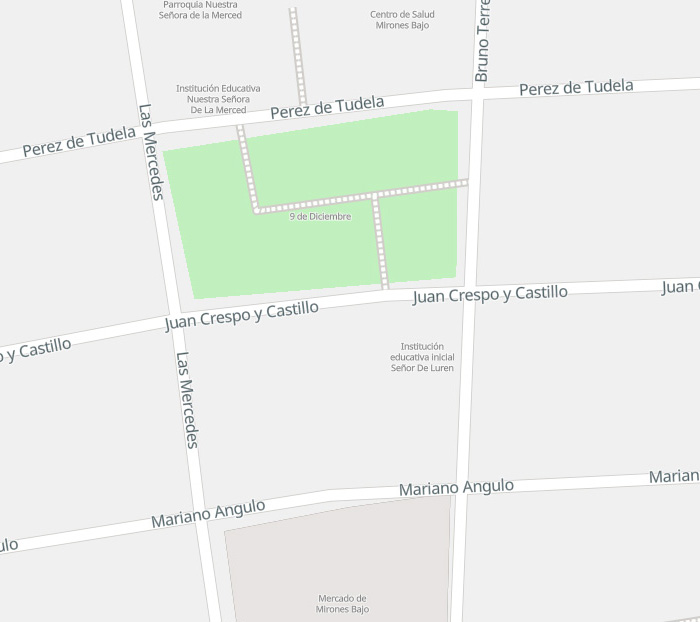 Parroquia Nuestra
Señora de la Merced
Centro de Salud
Mirones Bajo
Bruno Terre
Institución Educativa
Nuestra Señora
De La Merced
Perez de Tudela
Perez de Tudela
Perez de Tudela
Las Mercedes
9 de Diciembre
Juan Crespo y Castillo
Juan Crespo y Castillo
Juan C
o y Castillo
Institución
educativa inicial
Señor De Luren
Las Mercedes
Mariano Angulo
Mariano Angulo
Marian
ulo
Mercado de
Mirones Bajo